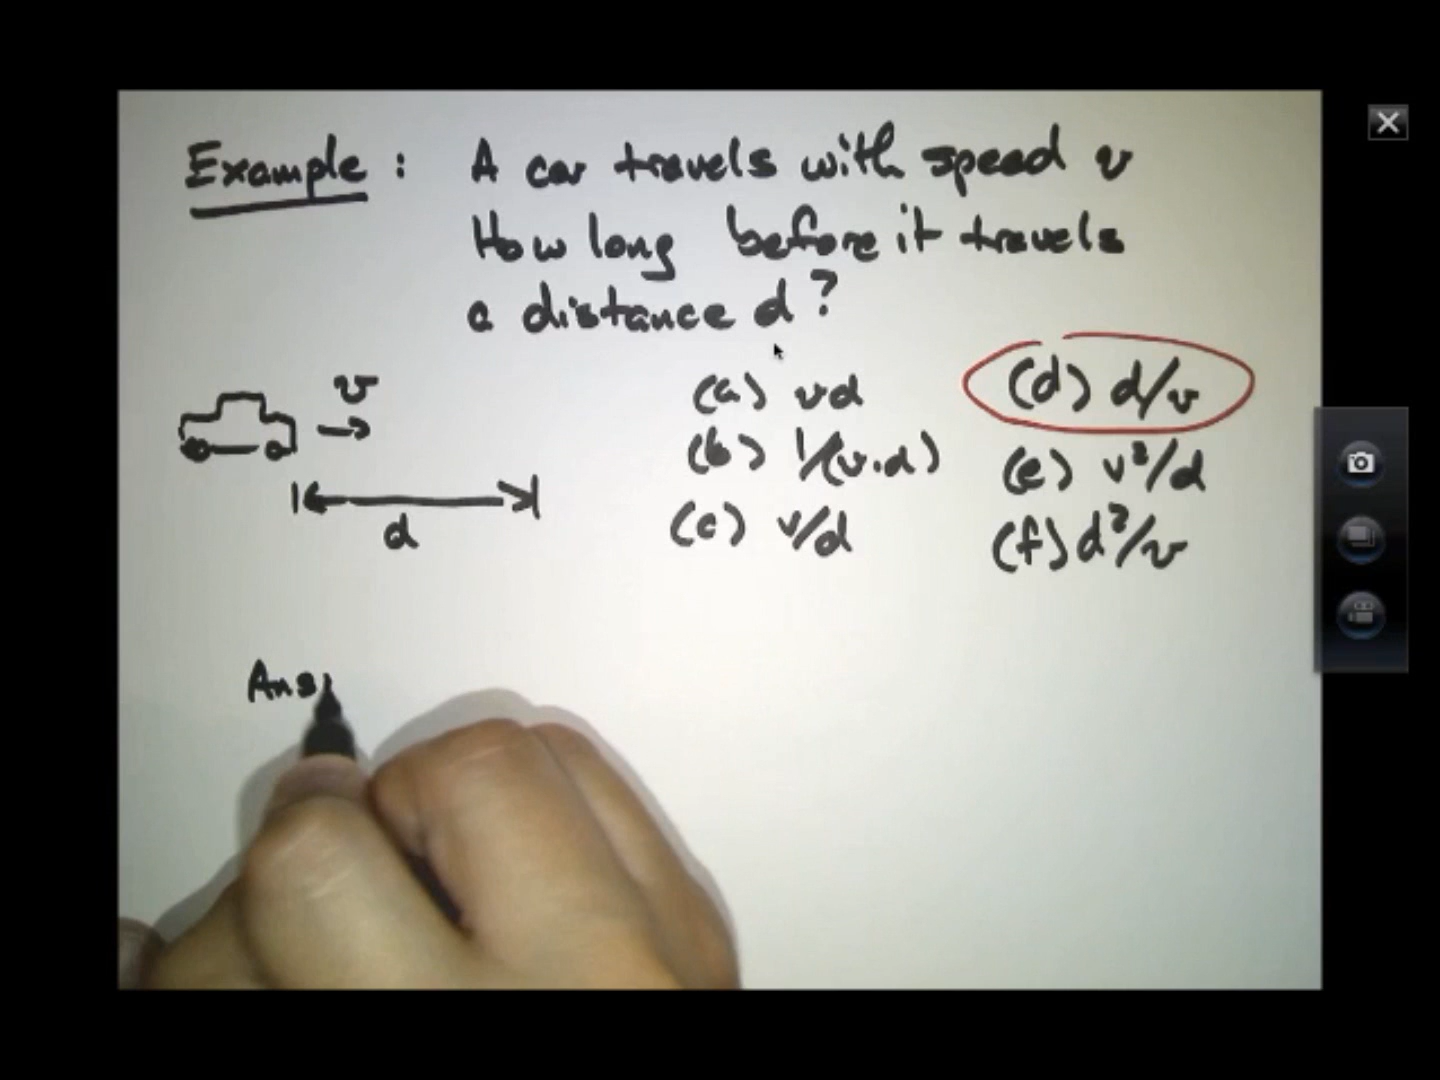 Example : A car travels with speed v
How long before it travels
a distance d?
v
d
(a) vd
(b) 1/(v.d)
(c) v/d
(d) d/v
(e) v²/d
(f) d²/v
Ans